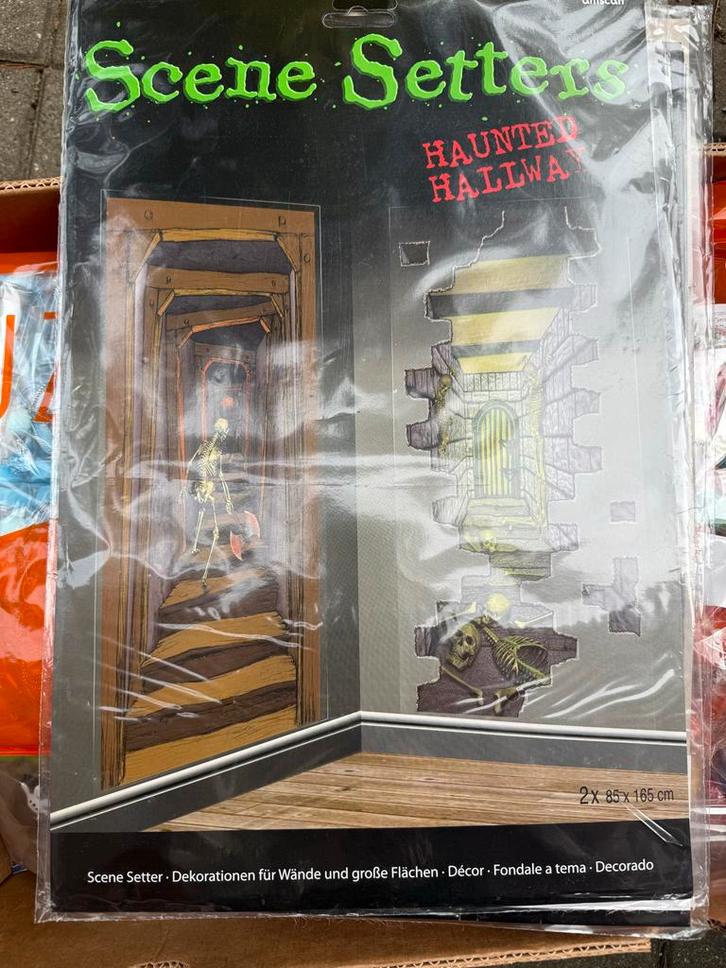 amscan
Scene Setters
HAUNTED
HALLWAY
2x 85 x 165 cm
Scene Setter · Dekorationen für Wände und große Flächen · Décor · Fondale a tema · Decorado